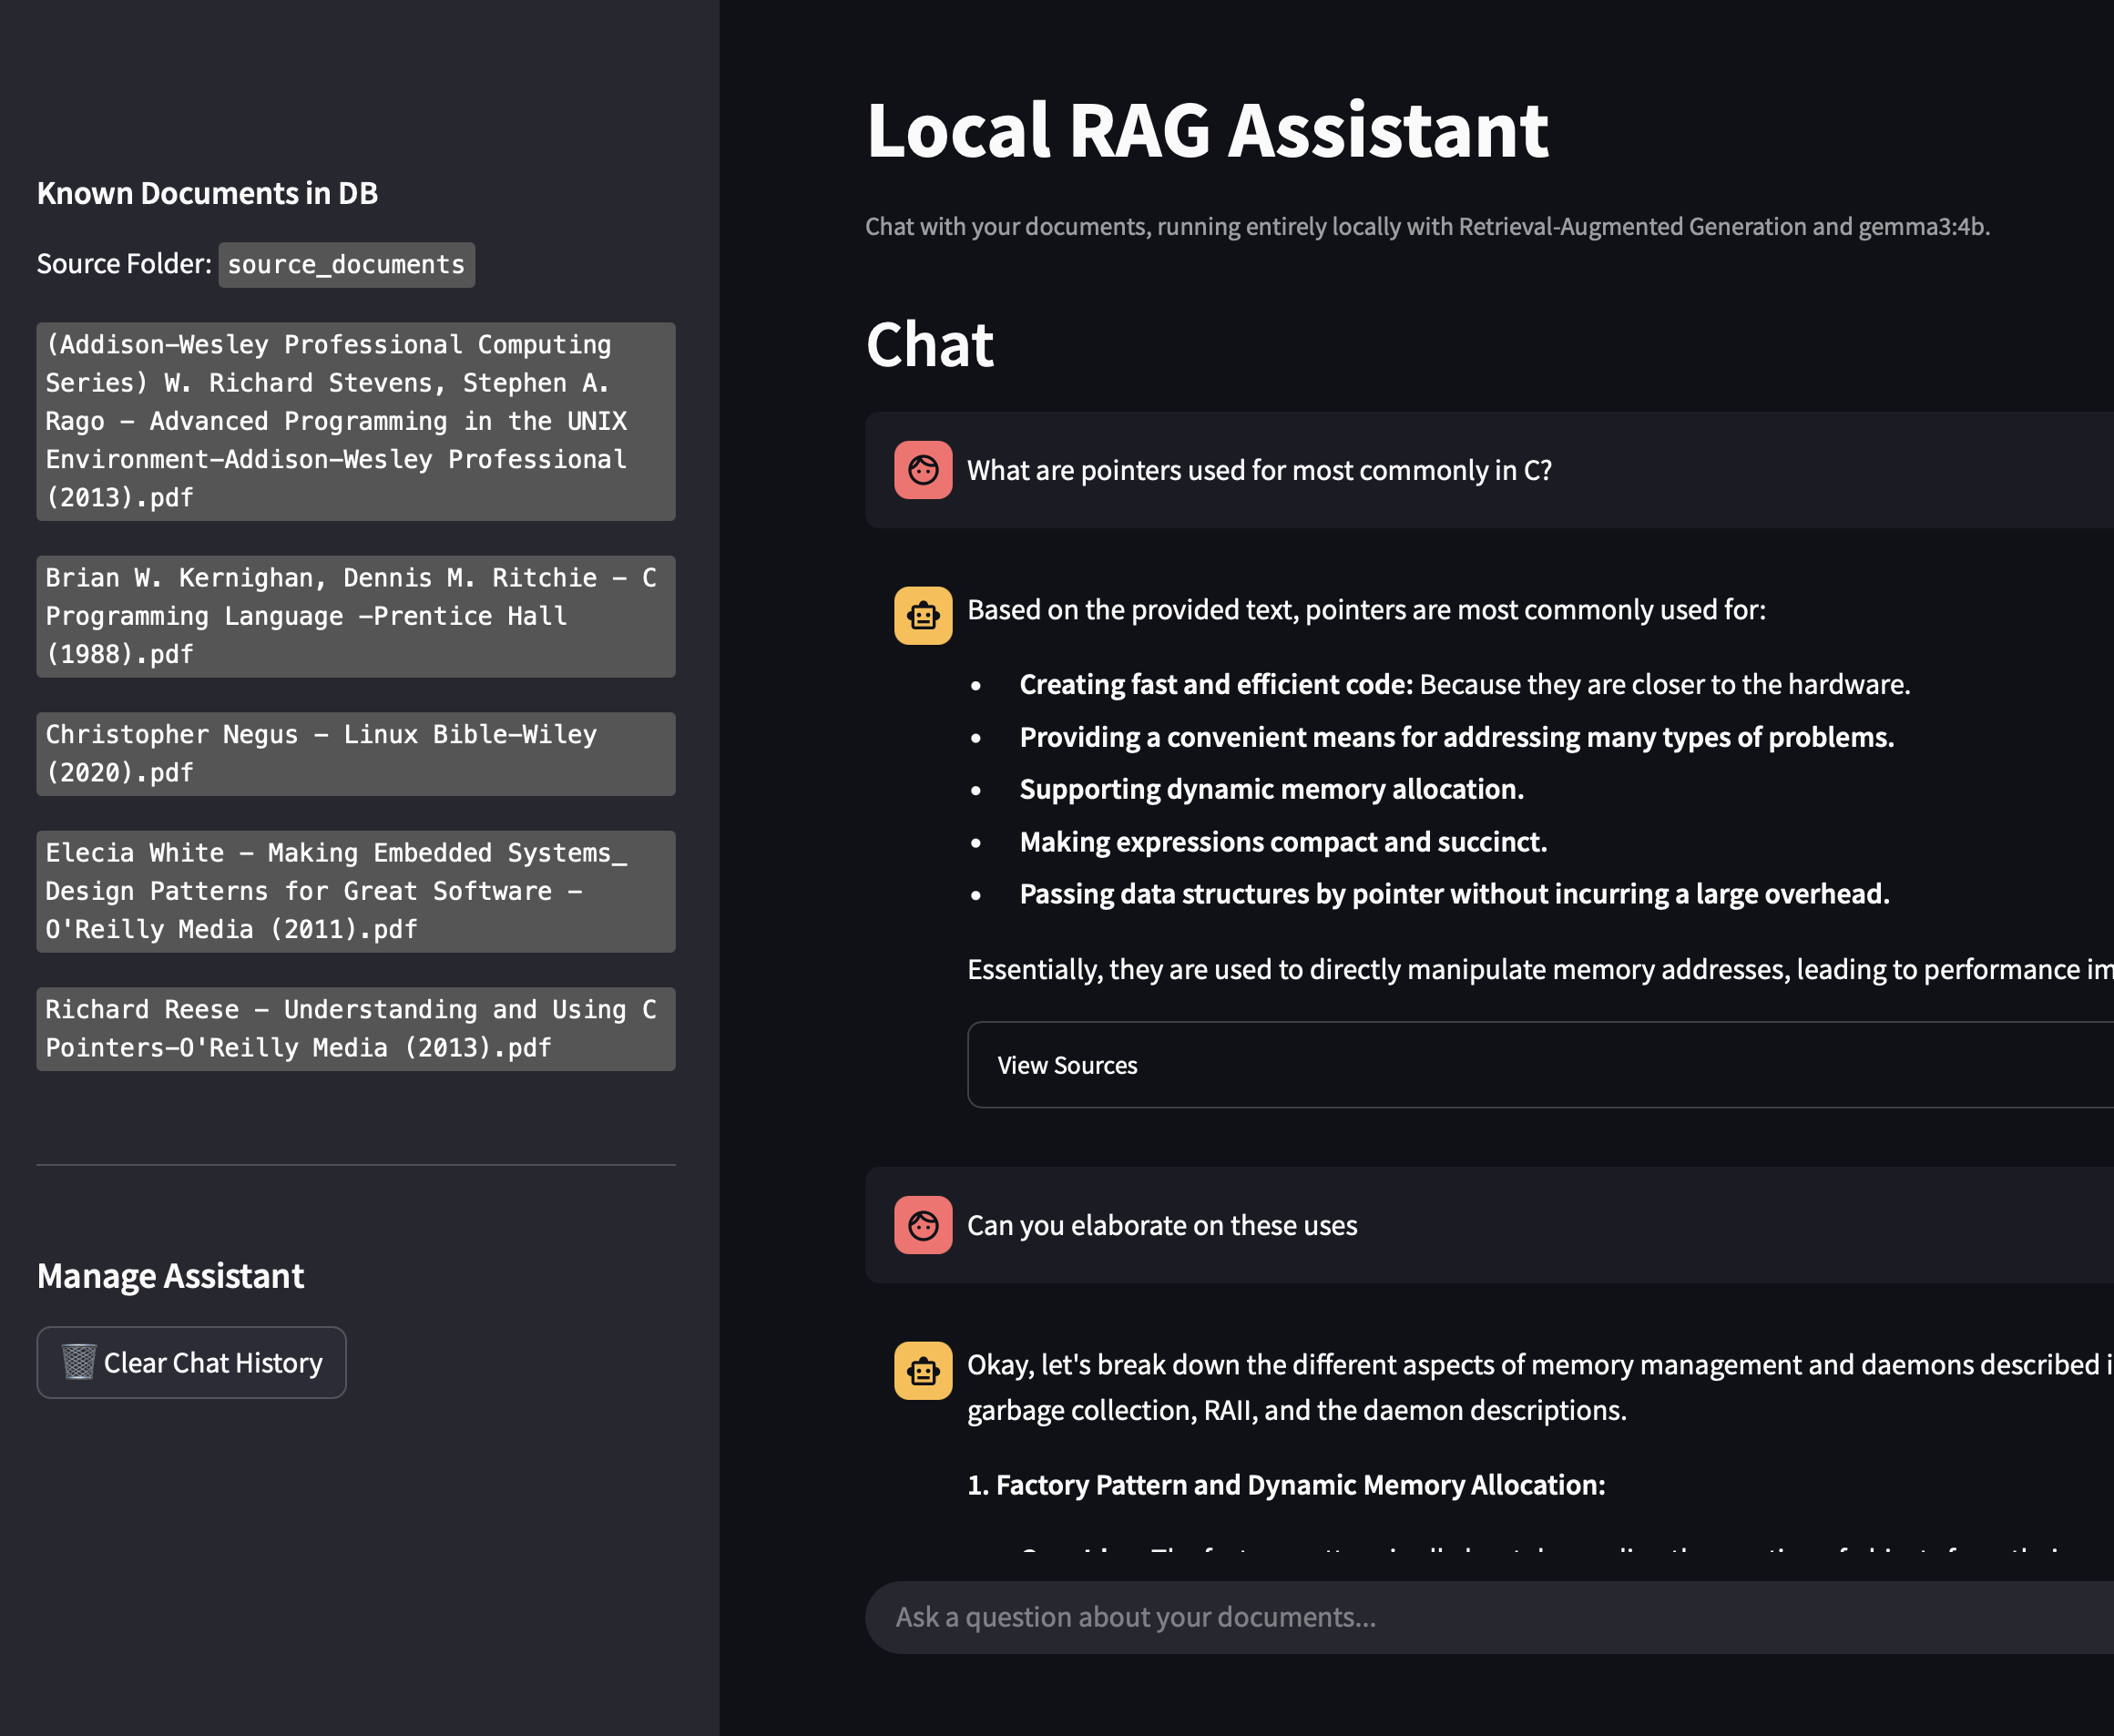 Known Documents in DB
Source Folder: source_documents
(Addison-Wesley Professional Computing
Series) W. Richard Stevens, Stephen A.
Rago - Advanced Programming in the UNIX
Environment-Addison-Wesley Professional
(2013).pdf
Brian W. Kernighan, Dennis M. Ritchie - C
Programming Language -Prentice Hall
(1988).pdf
Christopher Negus - Linux Bible-Wiley
(2020).pdf
Elecia White - Making Embedded Systems_
Design Patterns for Great Software -
O'Reilly Media (2011).pdf
Richard Reese - Understanding and Using C
Pointers-O'Reilly Media (2013).pdf
Manage Assistant
Clear Chat History
Local RAG Assistant
Chat with your documents, running entirely locally with Retrieval-Augmented Generation and gemma3:4b.
Chat
What are pointers used for most commonly in C?
Based on the provided text, pointers are most commonly used for:
• Creating fast and efficient code: Because they are closer to the hardware.
• Providing a convenient means for addressing many types of problems.
• Supporting dynamic memory allocation.
• Making expressions compact and succinct.
• Passing data structures by pointer without incurring a large overhead.
Essentially, they are used to directly manipulate memory addresses, leading to performance im
View Sources
Can you elaborate on these uses
Okay, let's break down the different aspects of memory management and daemons described i
garbage collection, RAII, and the daemon descriptions.
1. Factory Pattern and Dynamic Memory Allocation:
Ask a question about your documents...